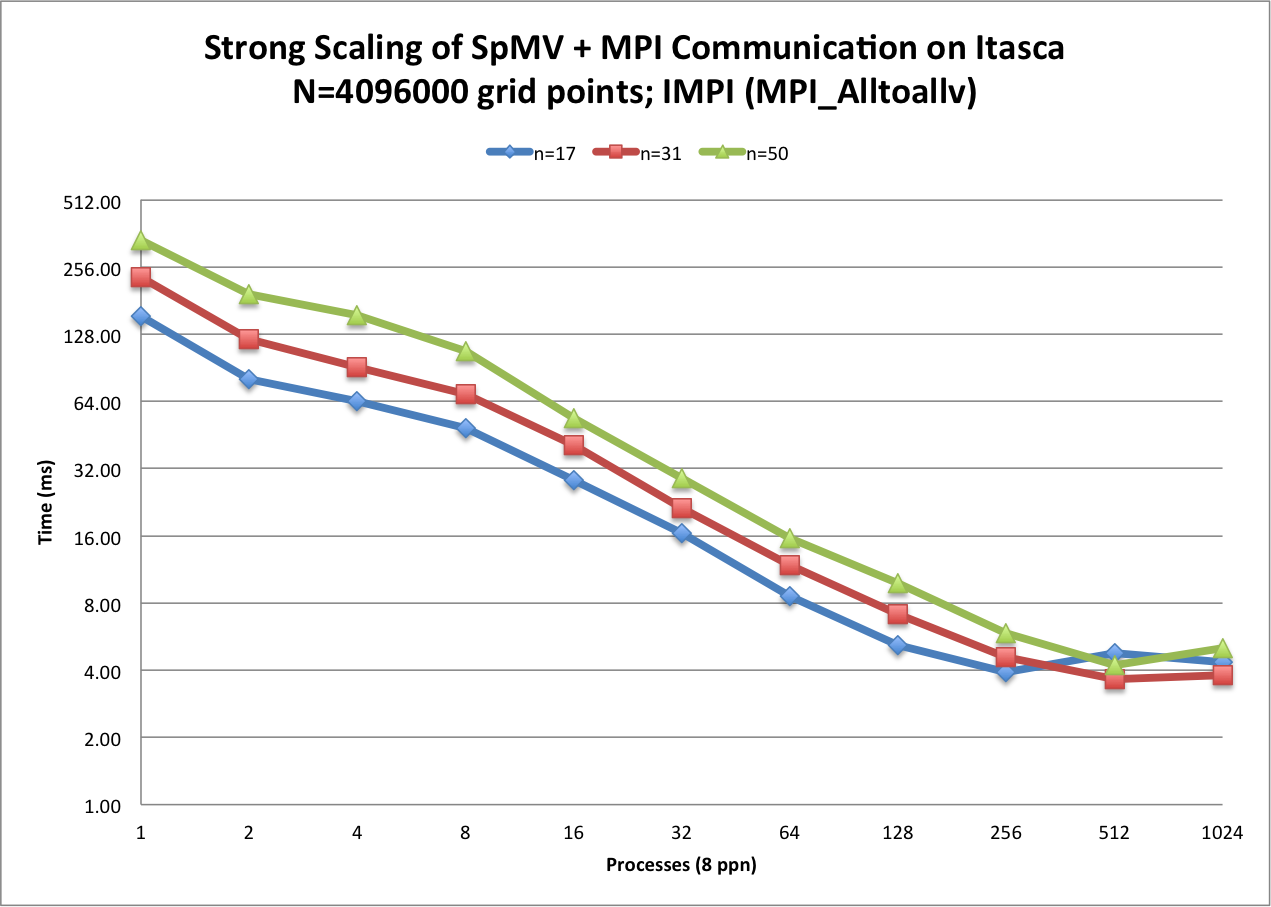 Strong Scaling of SpMV + MPI Communication on Itasca
N=4096000 grid points; IMPI (MPI_Alltoallv)
n=17 n=31 n=50
512.00
256.00
128.00
64.00
32.00
16.00
8.00
4.00
2.00
1.00
Time (ms)
1 2 4 8 16 32 64 128 256 512 1024
Processes (8 ppn)